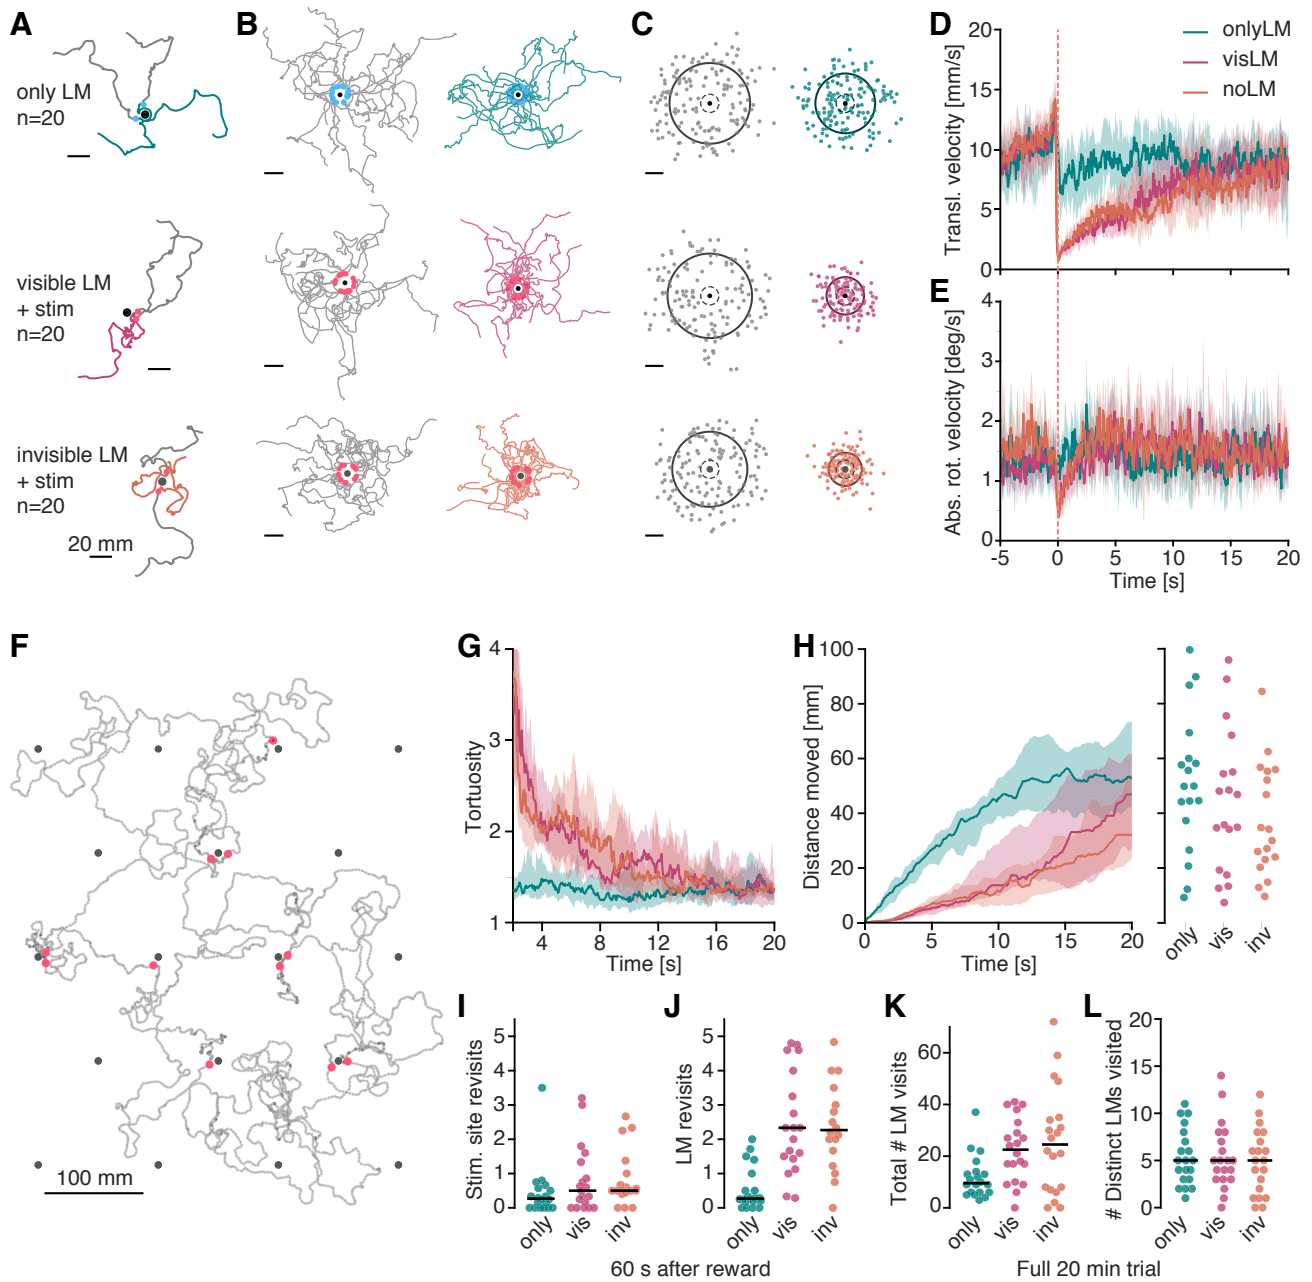 A
B
C
D
only LM
n=20
visible LM
+ stim
n=20
invisible LM
+ stim
n=20
20 mm
20
15
10
5
0
Transl. velocity [mm/s]
onlyLM
visLM
noLM
E
4
3
2
1
0
Abs. rot. velocity [deg/s]
-5
0
5
10
15
20
Time [s]
F
100 mm
G
4
3
2
1
Tortuosity
4
8
12
16
20
Time [s]
H
100
80
60
40
20
0
Distance moved [mm]
0
5
10
15
20
Time [s]
only
vis
inv
I
5
4
3
2
1
0
Stim. site revisits
only
vis
inv
J
5
4
3
2
1
0
LM revisits
only
vis
inv
60 s after reward
K
60
40
20
0
Total # LM visits
only
vis
inv
L
20
15
10
5
0
# Distinct LMs visited
only
vis
inv
Full 20 min trial